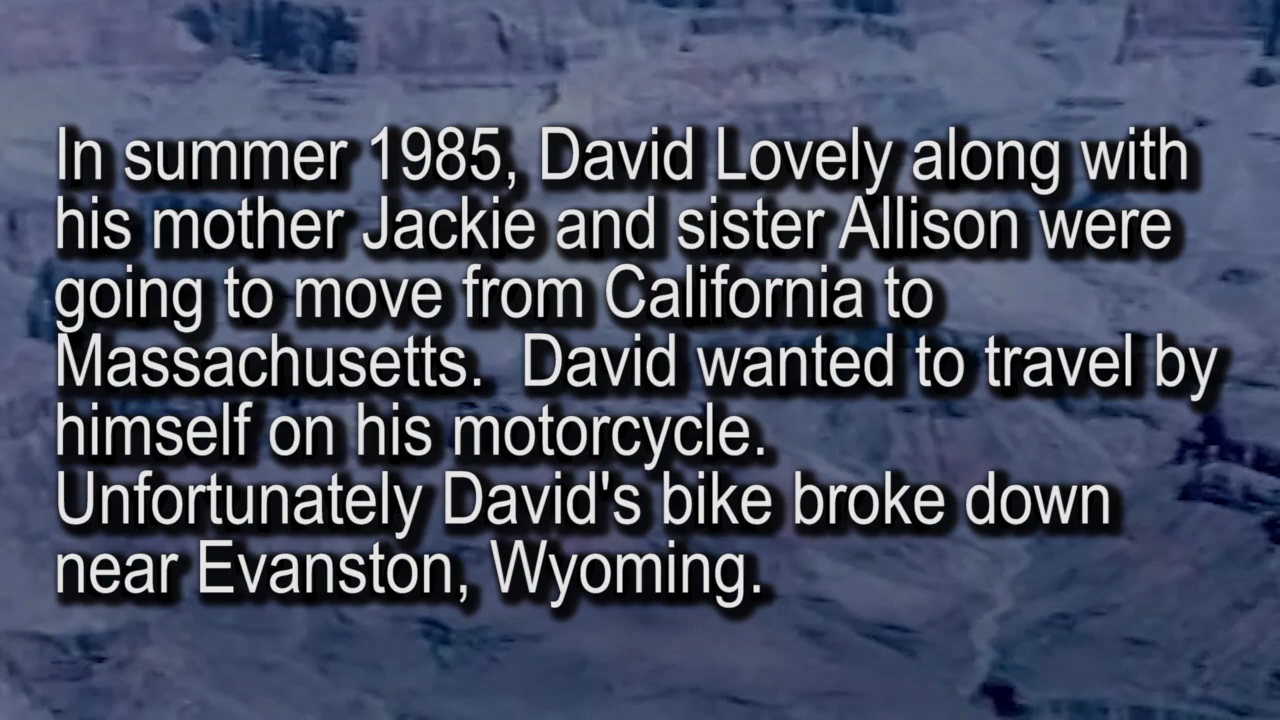 In summer 1985, David Lovely along with
his mother Jackie and sister Allison were
going to move from California to
Massachusetts.  David wanted to travel by
himself on his motorcycle.
Unfortunately David's bike broke down
near Evanston, Wyoming.